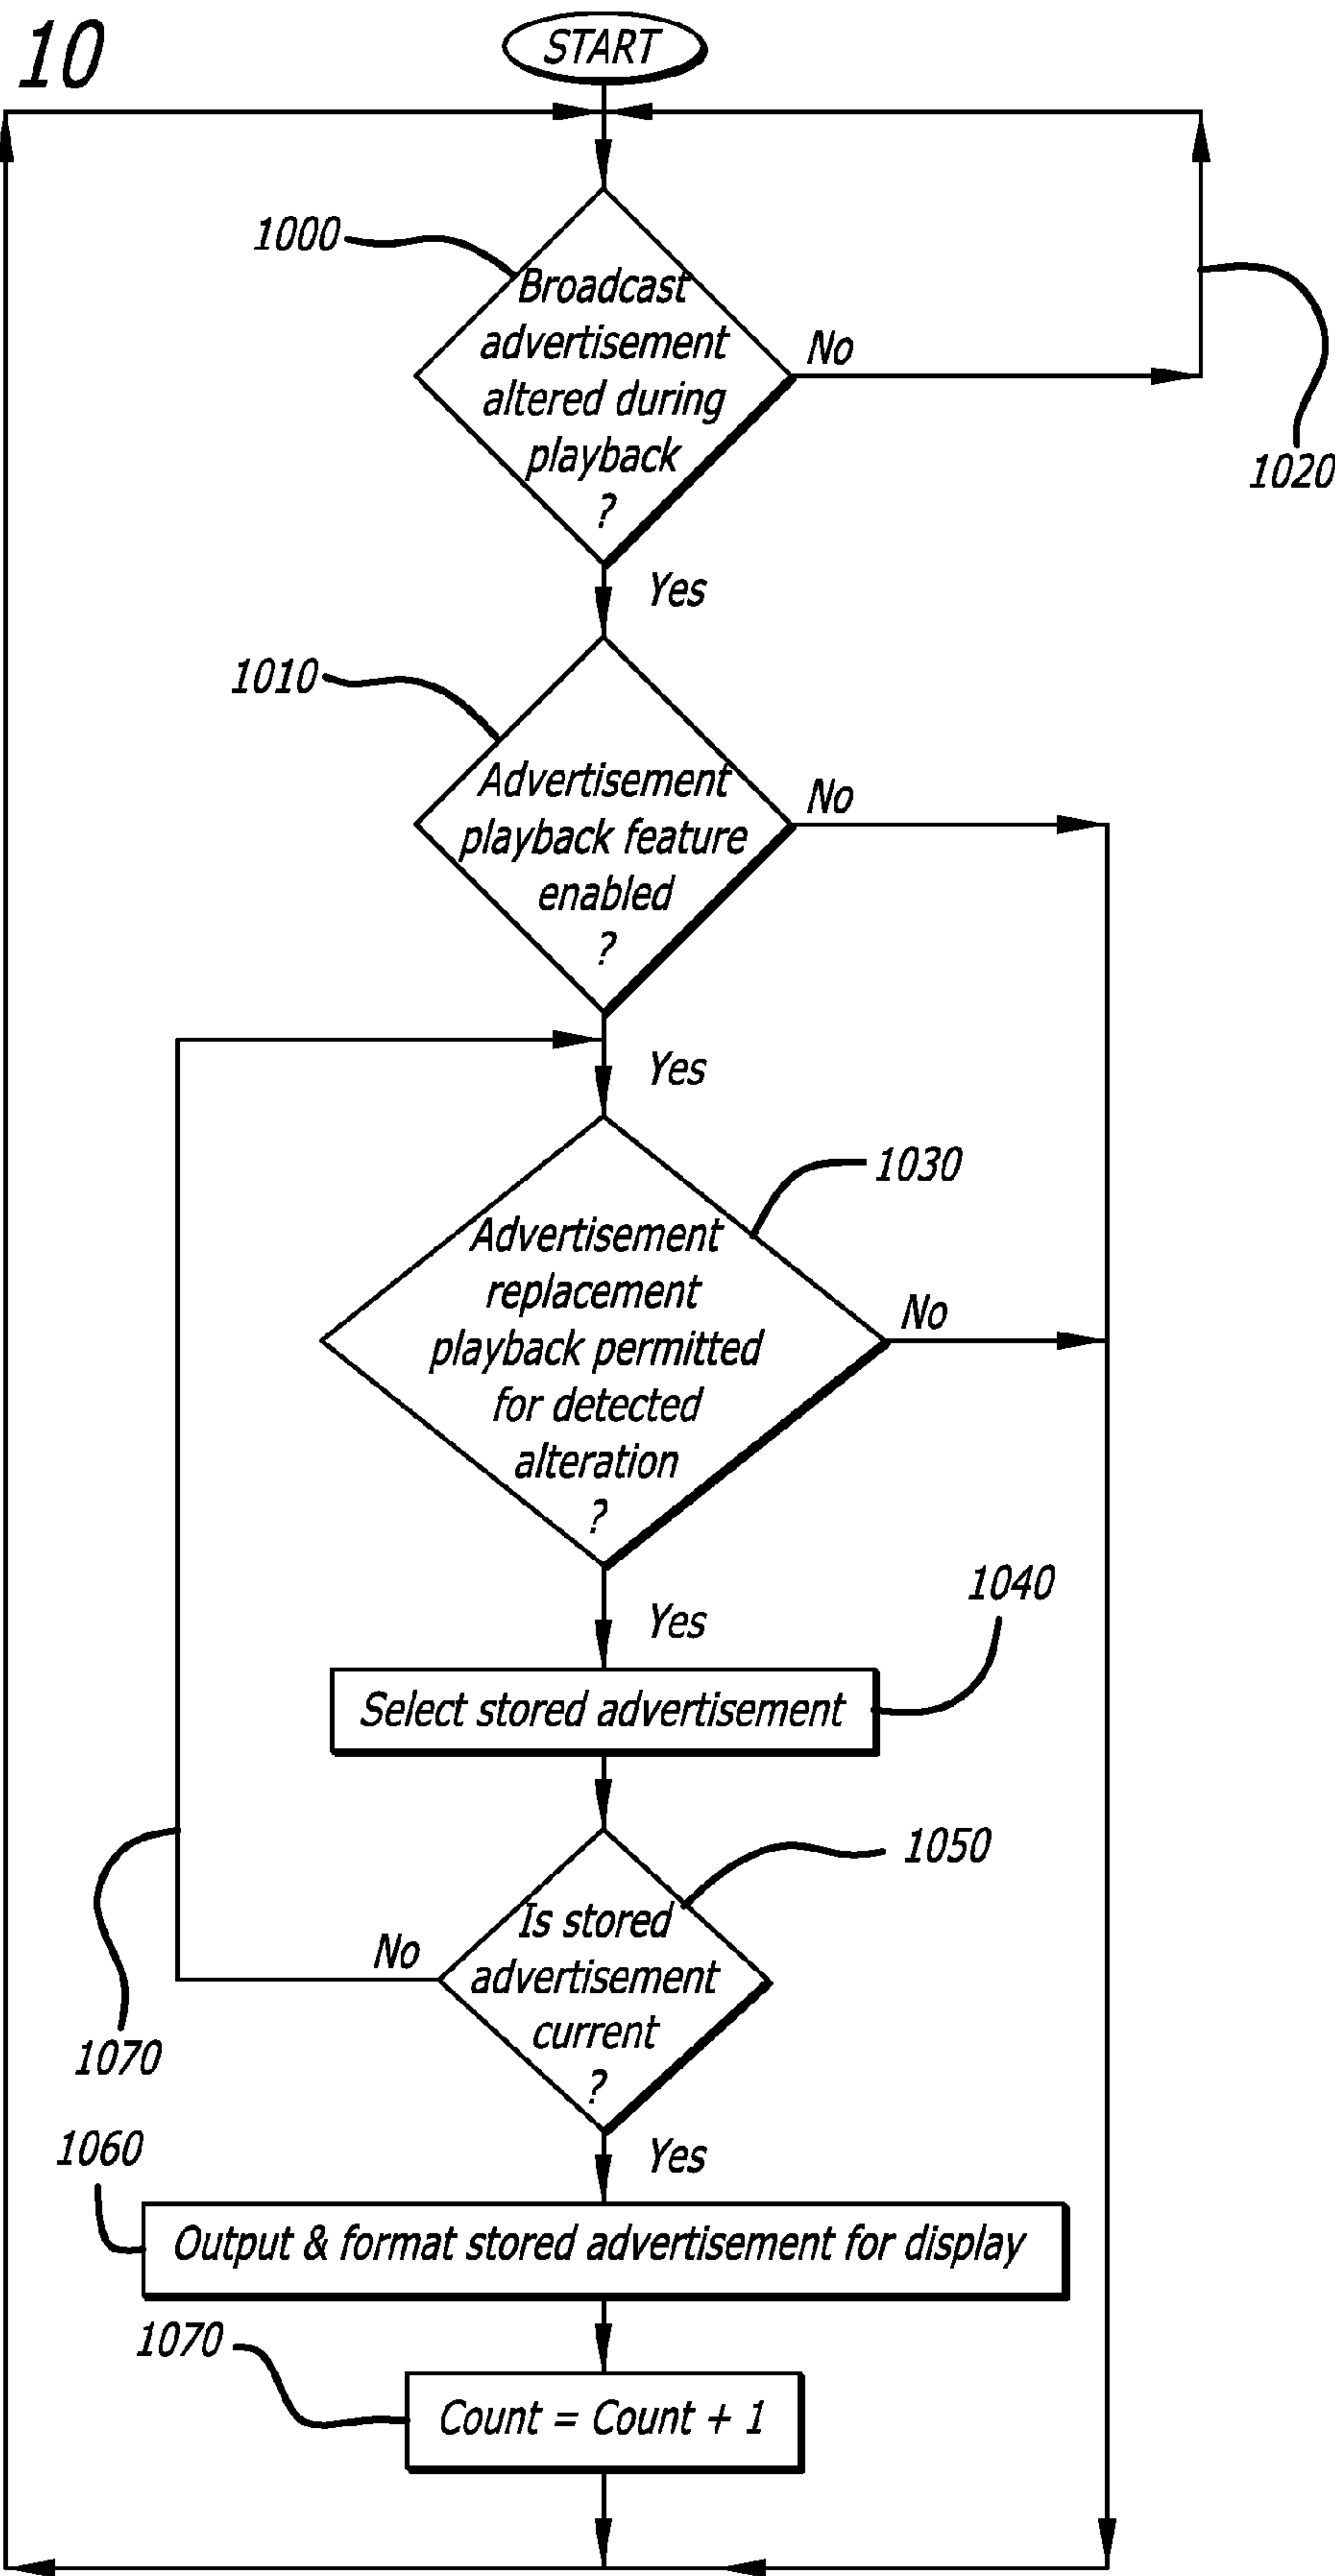 10
START
1000
Broadcast
advertisement
altered during
playback
?
No
1020
Yes
1010
Advertisement
playback feature
enabled
?
No
Yes
1030
Advertisement
replacement
playback permitted
for detected
alteration
?
No
Yes
1040
Select stored advertisement
1050
Is stored
advertisement
current
?
No
1070
Yes
1060
Output & format stored advertisement for display
1070
Count = Count + 1